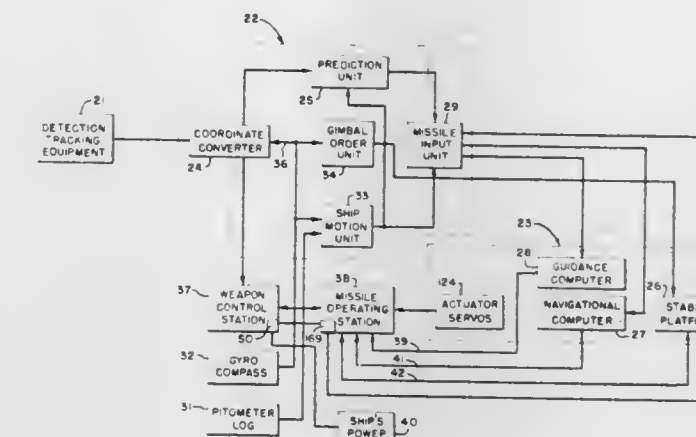 22
PREDICTION
UNIT
25
21
DETECTION
TRACKING
EQUIPMENT
COORDINATE
CONVERTER
24
36
GIMBAL
ORDER
UNIT
34
29
MISSILE
INPUT
UNIT
33
SHIP
MOTION
UNIT
23
28
GUIDANCE
COMPUTER
37
WEAPON
CONTROL
STATION
50
38
MISSILE
OPERATING
STATION
169
124
ACTUATOR
SERVOS
NAVIGATIONAL
COMPUTER
27
26
PLATF
39
41
42
32
GYRO
COMPASS
31
PITOMETER
LOG
SHIP'S
POWER
40